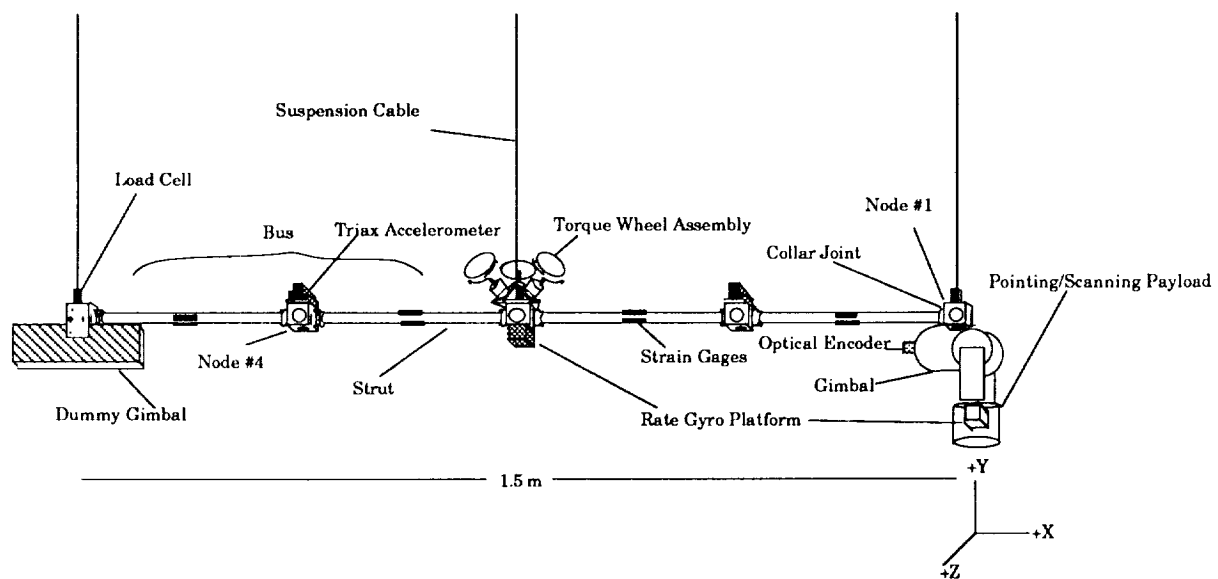 Suspension Cable
Load Cell
Node #1
Bus
Triax Accelerometer
Torque Wheel Assembly
Collar Joint
Pointing/Scanning Payload
Node #4
Strut
Strain Gages
Optical Encoder
Gimbal
Dummy Gimbal
Rate Gyro Platform
1.5 m
+Y
+X
+Z